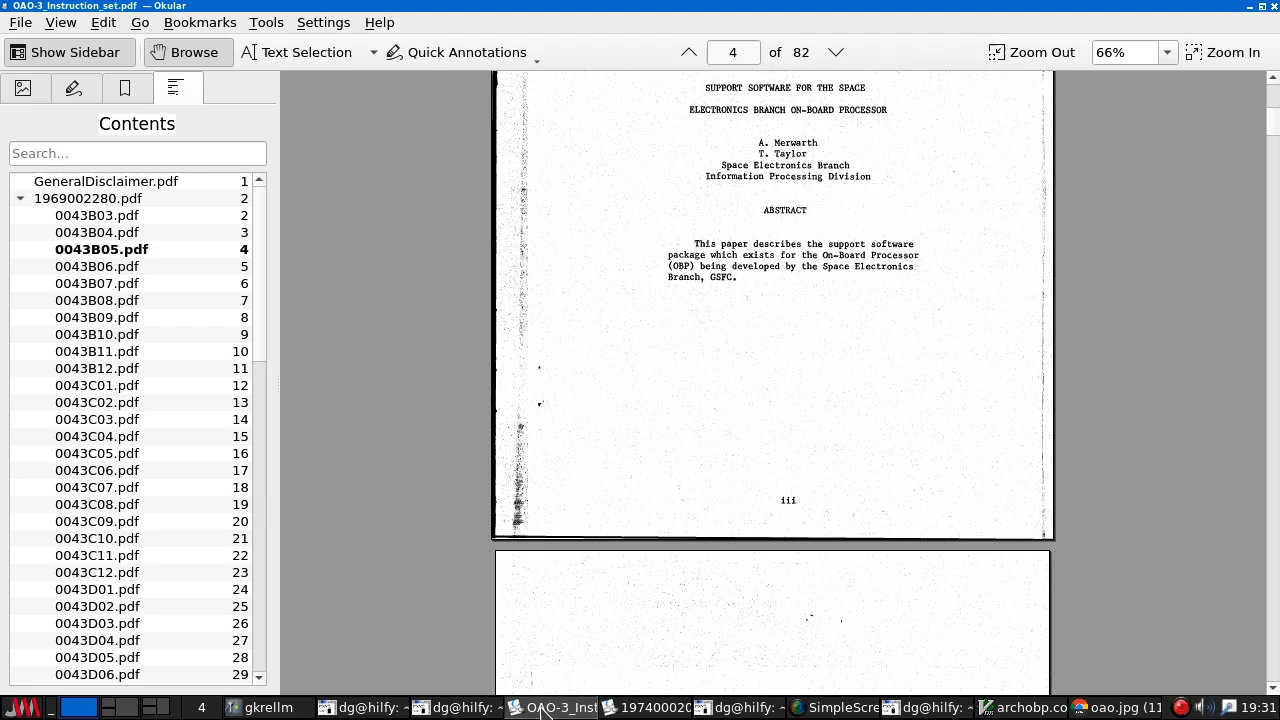 OAO-3_Instruction_set.pdf — Okular
File View Edit Go Bookmarks Tools Settings Help
Show Sidebar Browse Text Selection Quick Annotations 4 of 82 Zoom Out 66% Zoom In
Contents
Search...
GeneralDisclaimer.pdf 1
1969002280.pdf 2
0043B03.pdf 2
0043B04.pdf 3
0043B05.pdf 4
0043B06.pdf 5
0043B07.pdf 6
0043B08.pdf 7
0043B09.pdf 8
0043B10.pdf 9
0043B11.pdf 10
0043B12.pdf 11
0043C01.pdf 12
0043C02.pdf 13
0043C03.pdf 14
0043C04.pdf 15
0043C05.pdf 16
0043C06.pdf 17
0043C07.pdf 18
0043C08.pdf 19
0043C09.pdf 20
0043C10.pdf 21
0043C11.pdf 22
0043C12.pdf 23
0043D01.pdf 24
0043D02.pdf 25
0043D03.pdf 26
0043D04.pdf 27
0043D05.pdf 28
0043D06.pdf 29
SUPPORT SOFTWARE FOR THE SPACE
ELECTRONICS BRANCH ON-BOARD PROCESSOR
A. Merwarth
T. Taylor
Space Electronics Branch
Information Processing Division
ABSTRACT
This paper describes the support software
package which exists for the On-Board Processor
(OBP) being developed by the Space Electronics
Branch, GSFC.
iii
4 gkrellm dg@hilfy: ~ dg@hilfy: ~ OAO-3_Inst 197400020 dg@hilfy: ~ SimpleScre dg@hilfy: ~ archobp.co oao.jpg (11 19:31